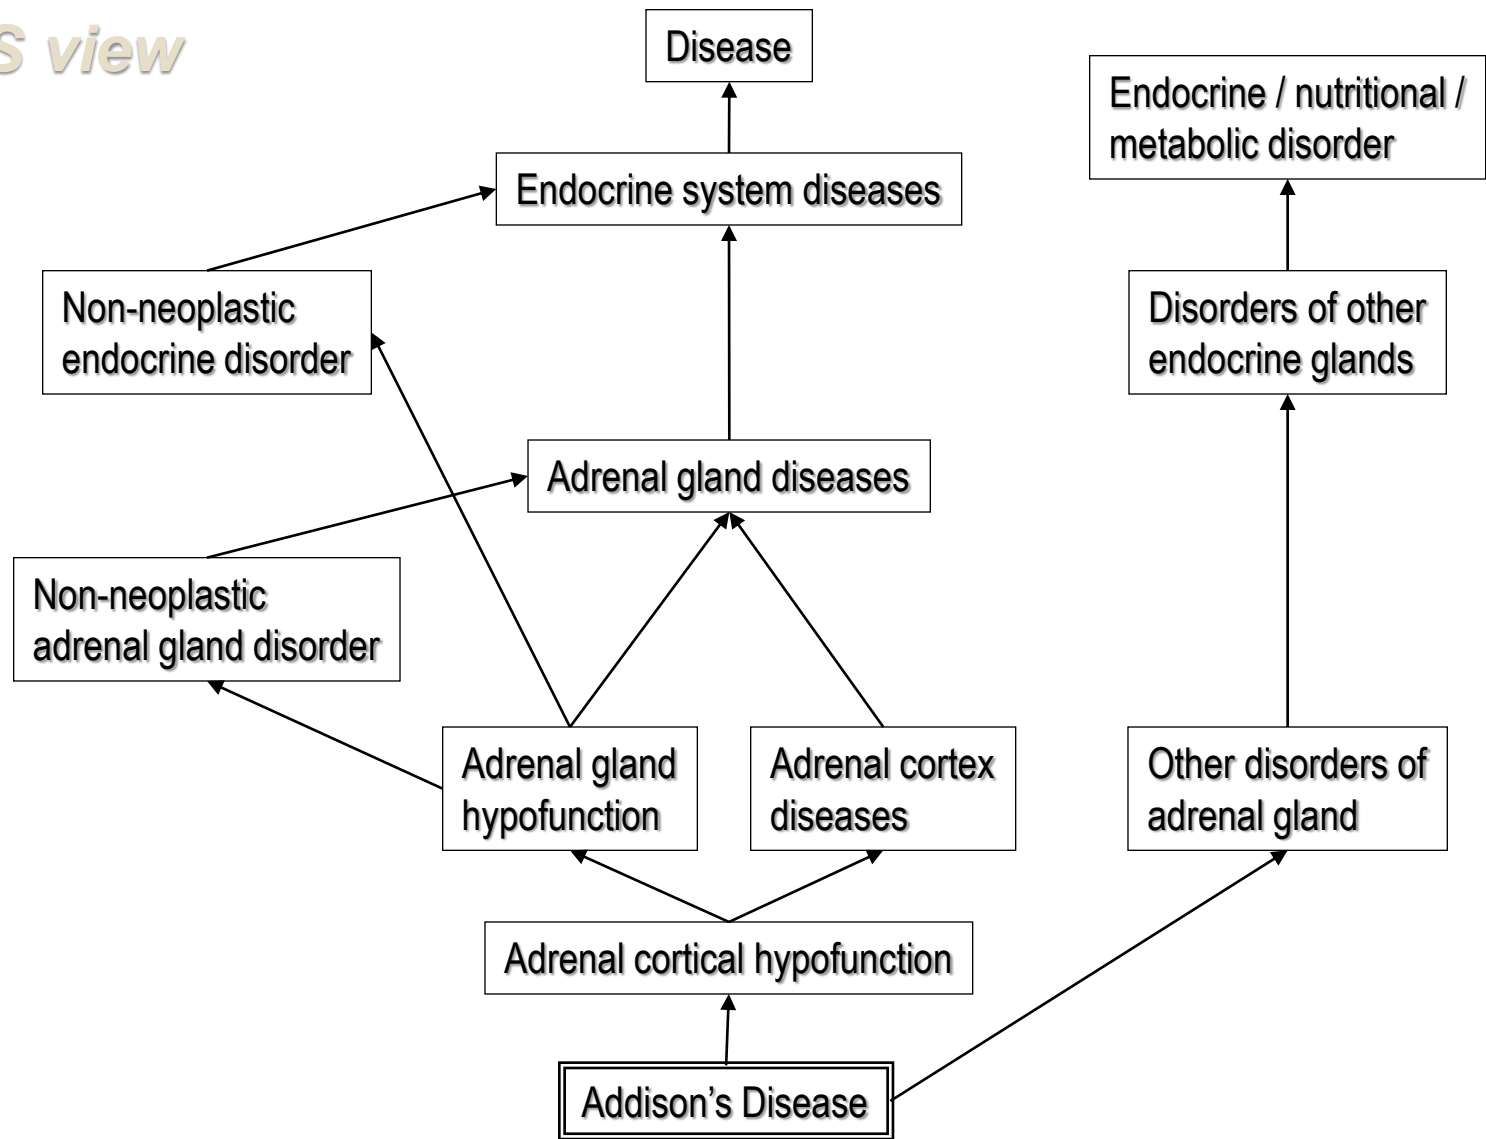 S view
Disease
Endocrine / nutritional /
metabolic disorder
Endocrine system diseases
Non-neoplastic
endocrine disorder
Disorders of other
endocrine glands
Adrenal gland diseases
Non-neoplastic
adrenal gland disorder
Adrenal gland
hypofunction
Adrenal cortex
diseases
Other disorders of
adrenal gland
Adrenal cortical hypofunction
Addison’s Disease